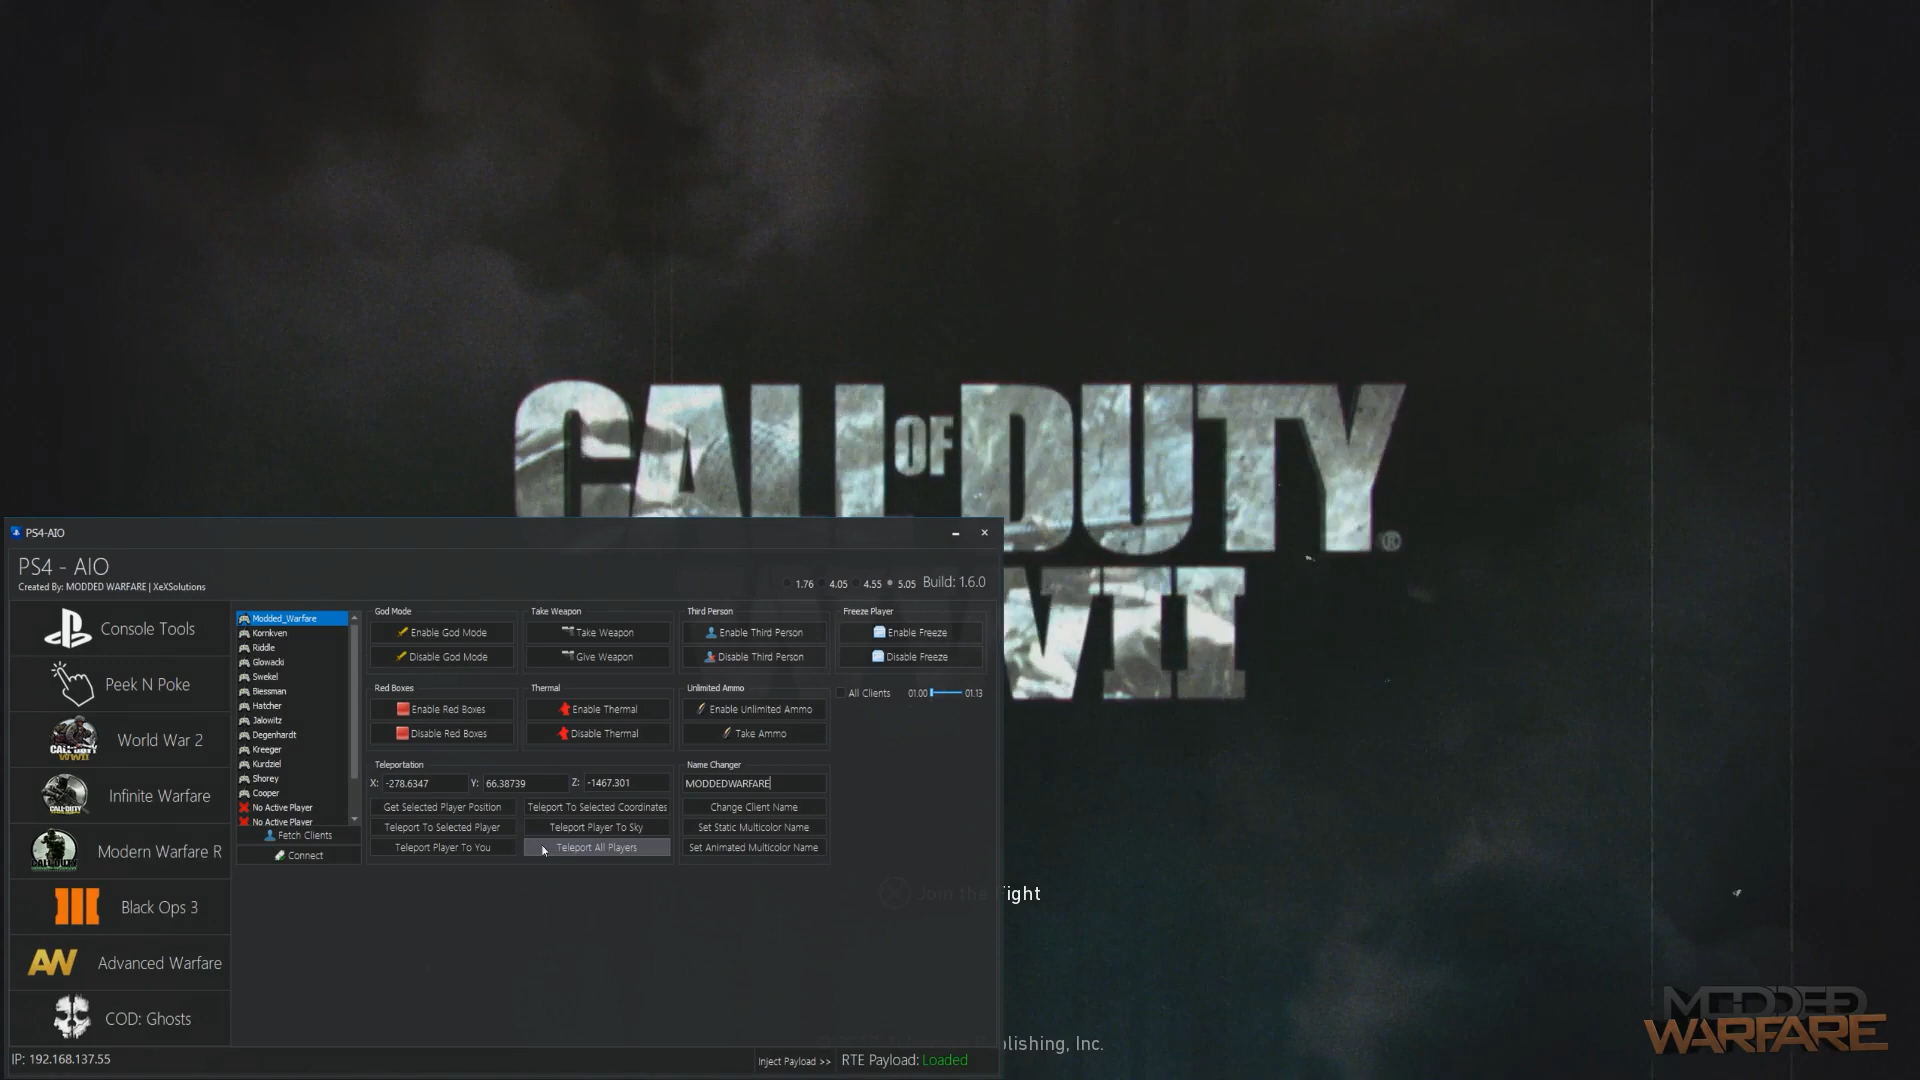 CALL OF DUTY®
WWII
PS4-AIO
PS4 - AIO
Created By: MODDED WARFARE | XeXSolutions
1.76 4.05 4.55 5.05 Build: 1.6.0
Console Tools
Peek N Poke
World War 2
Infinite Warfare
Modern Warfare R
Black Ops 3
Advanced Warfare
COD: Ghosts
Modded_Warfare
Kornkven
Riddle
Glowacki
Swekel
Biessman
Hatcher
Jalowitz
Degenhardt
Kreeger
Kurdziel
Shorey
Cooper
No Active Player
No Active Player
Fetch Clients
Connect
God Mode
Enable God Mode
Disable God Mode
Take Weapon
Take Weapon
Give Weapon
Third Person
Enable Third Person
Disable Third Person
Freeze Player
Enable Freeze
Disable Freeze
Red Boxes
Enable Red Boxes
Disable Red Boxes
Thermal
Enable Thermal
Disable Thermal
Unlimited Ammo
Enable Unlimited Ammo
Take Ammo
All Clients 01.00 01.13
Teleportation
X: -278.6347 Y: 66.38739 Z: -1467.301
Get Selected Player Position Teleport To Selected Coordinates
Teleport To Selected Player Teleport Player To Sky
Teleport Player To You Teleport All Players
Name Changer
MODDEDWARFARE
Change Client Name
Set Static Multicolor Name
Set Animated Multicolor Name
Join the Fight
lishing, Inc.
IP: 192.168.137.55
Inject Payload >> RTE Payload: Loaded
MODDED
WARFARE